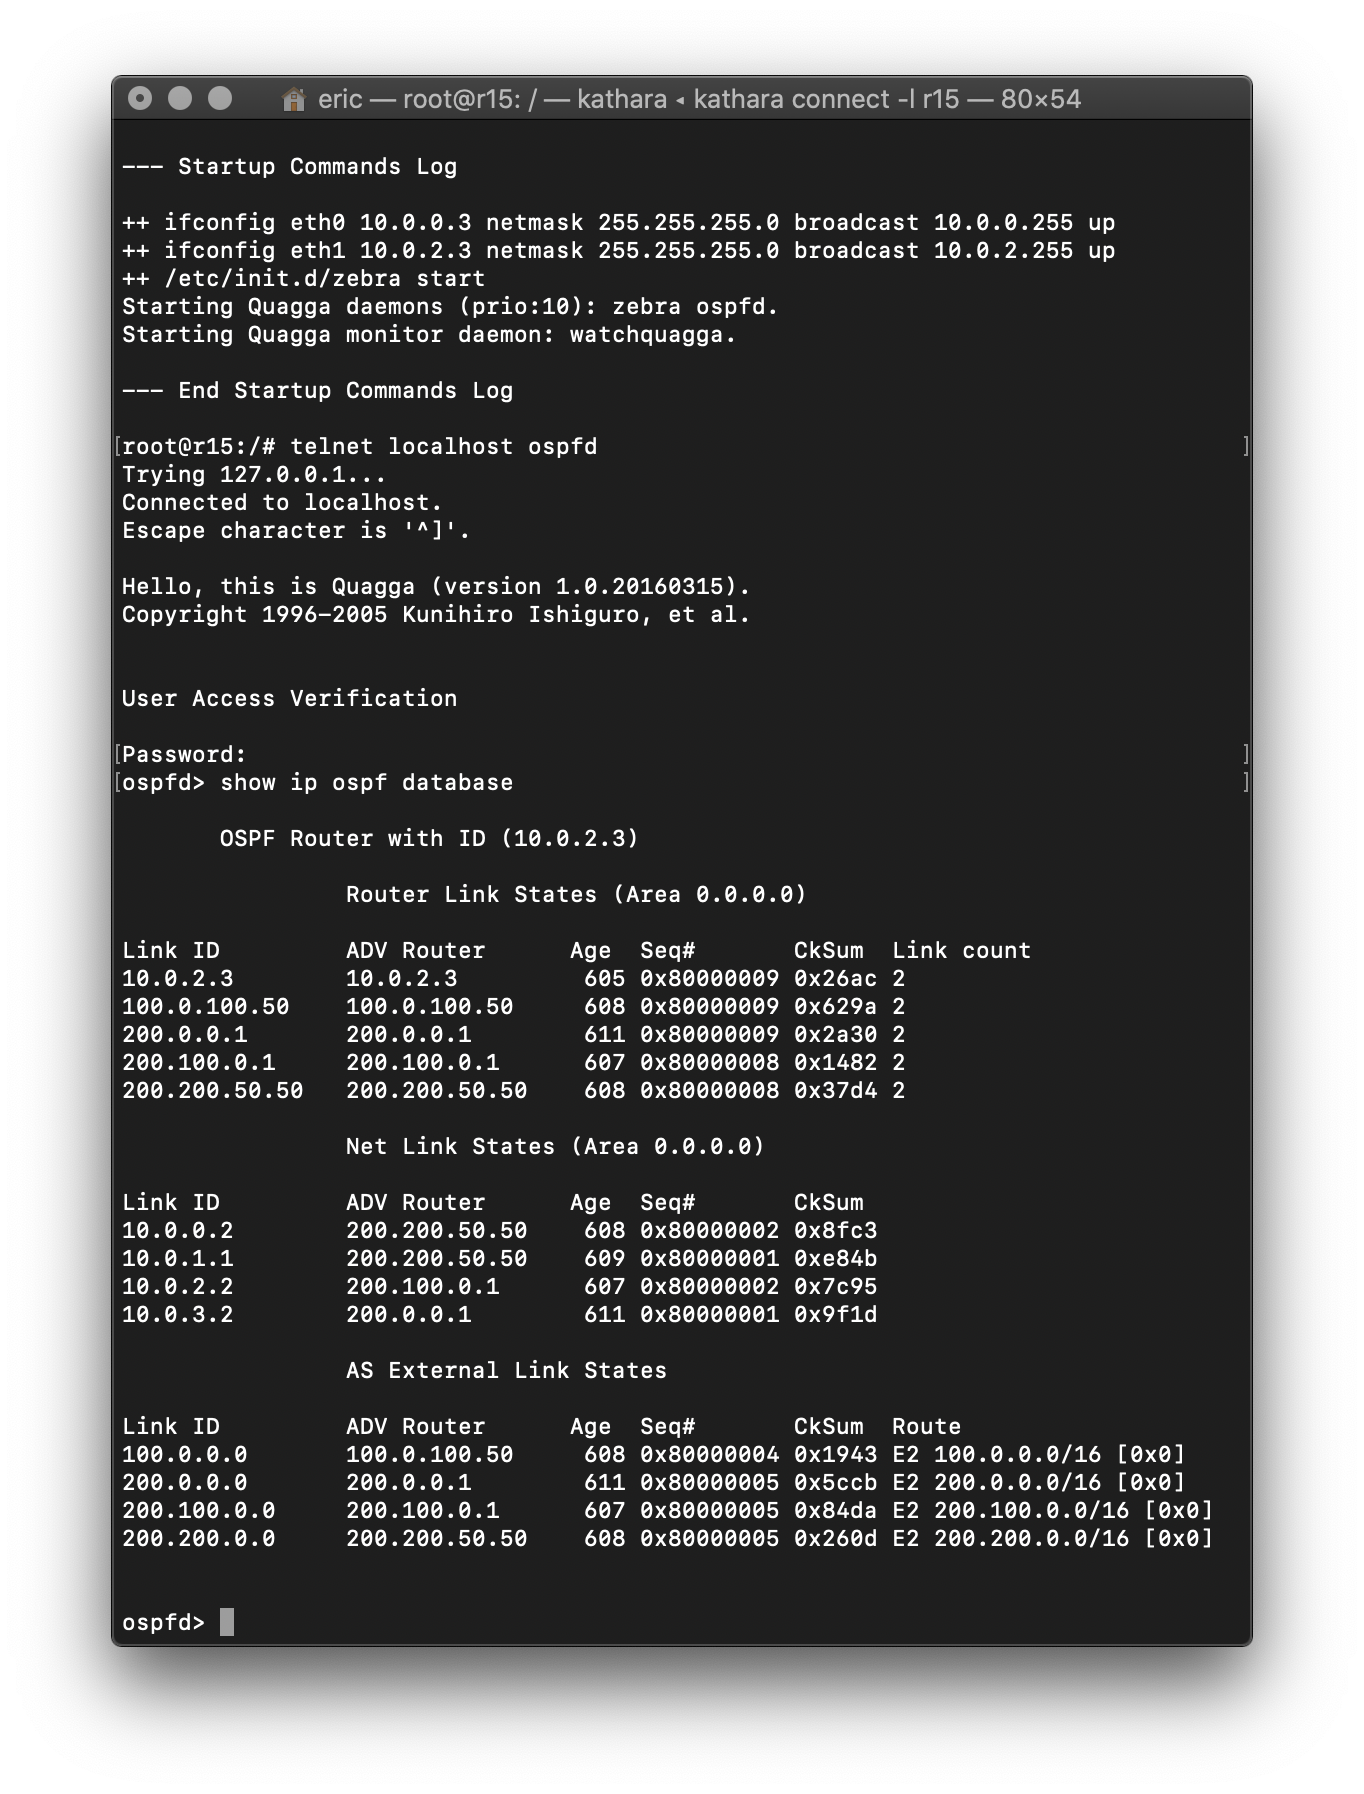 eric — root@r15: / — kathara ◂ kathara connect -l r15 — 80×54
--- Startup Commands Log
++ ifconfig eth0 10.0.0.3 netmask 255.255.255.0 broadcast 10.0.0.255 up
++ ifconfig eth1 10.0.2.3 netmask 255.255.255.0 broadcast 10.0.2.255 up
++ /etc/init.d/zebra start
Starting Quagga daemons (prio:10): zebra ospfd.
Starting Quagga monitor daemon: watchquagga.
--- End Startup Commands Log
[root@r15:/# telnet localhost ospfd ]
Trying 127.0.0.1...
Connected to localhost.
Escape character is '^]'.
Hello, this is Quagga (version 1.0.20160315).
Copyright 1996-2005 Kunihiro Ishiguro, et al.
User Access Verification
[Password: ]
[ospfd> show ip ospf database ]
OSPF Router with ID (10.0.2.3)
Router Link States (Area 0.0.0.0)
Link ID ADV Router Age Seq# CkSum Link count
10.0.2.3 10.0.2.3 605 0x80000009 0x26ac 2
100.0.100.50 100.0.100.50 608 0x80000009 0x629a 2
200.0.0.1 200.0.0.1 611 0x80000009 0x2a30 2
200.100.0.1 200.100.0.1 607 0x80000008 0x1482 2
200.200.50.50 200.200.50.50 608 0x80000008 0x37d4 2
Net Link States (Area 0.0.0.0)
Link ID ADV Router Age Seq# CkSum
10.0.0.2 200.200.50.50 608 0x80000002 0x8fc3
10.0.1.1 200.200.50.50 609 0x80000001 0xe84b
10.0.2.2 200.100.0.1 607 0x80000002 0x7c95
10.0.3.2 200.0.0.1 611 0x80000001 0x9f1d
AS External Link States
Link ID ADV Router Age Seq# CkSum Route
100.0.0.0 100.0.100.50 608 0x80000004 0x1943 E2 100.0.0.0/16 [0x0]
200.0.0.0 200.0.0.1 611 0x80000005 0x5ccb E2 200.0.0.0/16 [0x0]
200.100.0.0 200.100.0.1 607 0x80000005 0x84da E2 200.100.0.0/16 [0x0]
200.200.0.0 200.200.50.50 608 0x80000005 0x260d E2 200.200.0.0/16 [0x0]
ospfd>